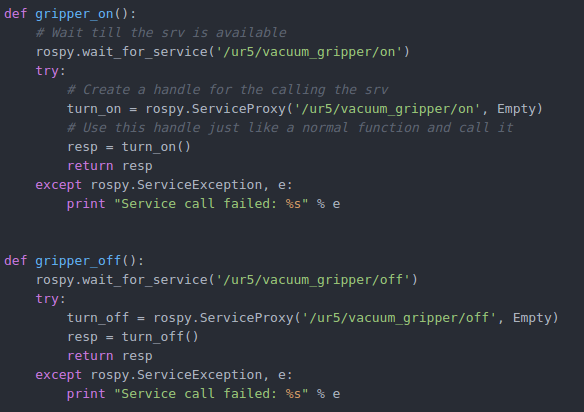 def gripper_on():
    # Wait till the srv is available
    rospy.wait_for_service('/ur5/vacuum_gripper/on')
    try:
        # Create a handle for the calling the srv
        turn_on = rospy.ServiceProxy('/ur5/vacuum_gripper/on', Empty)
        # Use this handle just like a normal function and call it
        resp = turn_on()
        return resp
    except rospy.ServiceException, e:
        print "Service call failed: %s" % e
def gripper_off():
    rospy.wait_for_service('/ur5/vacuum_gripper/off')
    try:
        turn_off = rospy.ServiceProxy('/ur5/vacuum_gripper/off', Empty)
        resp = turn_off()
        return resp
    except rospy.ServiceException, e:
        print "Service call failed: %s" % e